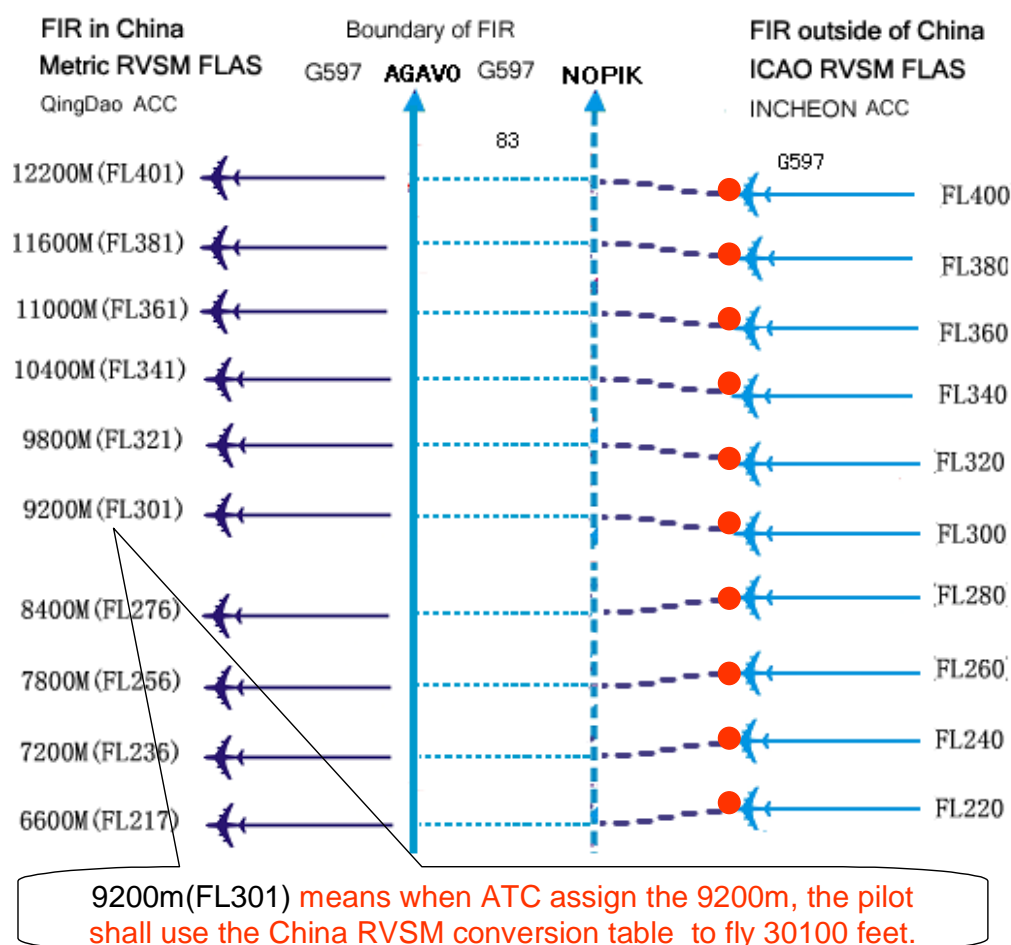 FIR in China
Boundary of FIR
FIR outside of China
Metric RVSM FLAS
G597 AGAVO G597 NOPIK
ICAO RVSM FLAS
QingDao ACC
INCHEON ACC
83
G597
12200M(FL401)
FL400
11600M(FL381)
FL380
11000M(FL361)
FL360
10400M(FL341)
FL340
9800M(FL321)
FL320
9200M(FL301)
FL300
8400M(FL276)
FL280
7800M(FL256)
FL260
7200M(FL236)
FL240
6600M(FL217)
FL220
9200m(FL301) means when ATC assign the 9200m, the pilot
shall use the China RVSM conversion table to fly 30100 feet.